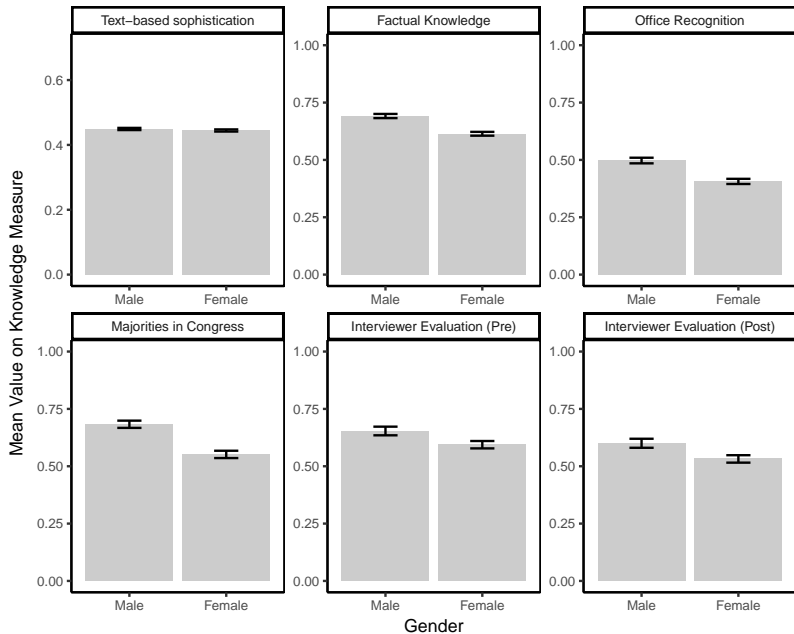 Text−based sophistication
Factual Knowledge
Office Recognition
0.6
0.4
0.2
0.0
1.00
0.75
0.50
0.25
0.00
1.00
0.75
0.50
0.25
0.00
Male Female
Male Female
Male Female
Majorities in Congress
Interviewer Evaluation (Pre)
Interviewer Evaluation (Post)
1.00
0.75
0.50
0.25
0.00
1.00
0.75
0.50
0.25
0.00
1.00
0.75
0.50
0.25
0.00
Male Female
Male Female
Male Female
Mean Value on Knowledge Measure
Gender